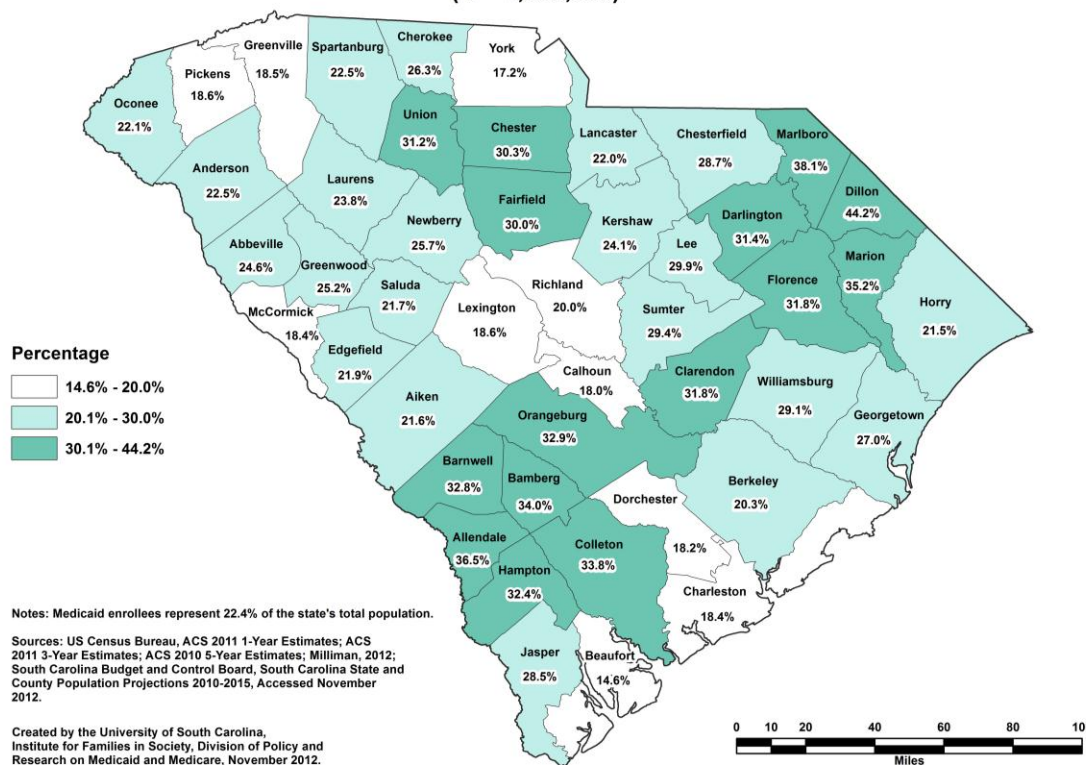 Cherokee
26.3%
York
17.2%
Greenville
18.5%
Spartanburg
22.5%
Pickens
18.6%
Oconee
22.1%
Union
31.2%
Chester
30.3%
Lancaster
22.0%
Chesterfield
28.7%
Marlboro
38.1%
Anderson
22.5%
Laurens
23.8%
Fairfield
30.0%
Kershaw
24.1%
Darlington
31.4%
Dillon
44.2%
Newberry
25.7%
Lee
29.9%
Marion
35.2%
Abbeville
24.6%
Greenwood
25.2%
Saluda
21.7%
Lexington
18.6%
Richland
20.0%
Sumter
29.4%
Florence
31.8%
Horry
21.5%
McCormick
18.4%
Edgefield
21.9%
Calhoun
18.0%
Clarendon
31.8%
Williamsburg
29.1%
Georgetown
27.0%
Aiken
21.6%
Orangeburg
32.9%
Barnwell
32.8%
Bamberg
34.0%
Dorchester
18.2%
Berkeley
20.3%
Allendale
36.5%
Hampton
32.4%
Colleton
33.8%
Charleston
18.4%
Jasper
28.5%
Beaufort
14.6%
Percentage
14.6% - 20.0%
20.1% - 30.0%
30.1% - 44.2%
Notes: Medicaid enrollees represent 22.4% of the state's total population.
Sources: US Census Bureau, ACS 2011 1-Year Estimates; ACS
2011 3-Year Estimates; ACS 2010 5-Year Estimates; Milliman, 2012;
South Carolina Budget and Control Board, South Carolina State and
County Population Projections 2010-2015, Accessed November
2012.
Created by the University of South Carolina,
Institute for Families in Society, Division of Policy and
Research on Medicaid and Medicare, November 2012.
0 20 40 60 80 10
Miles